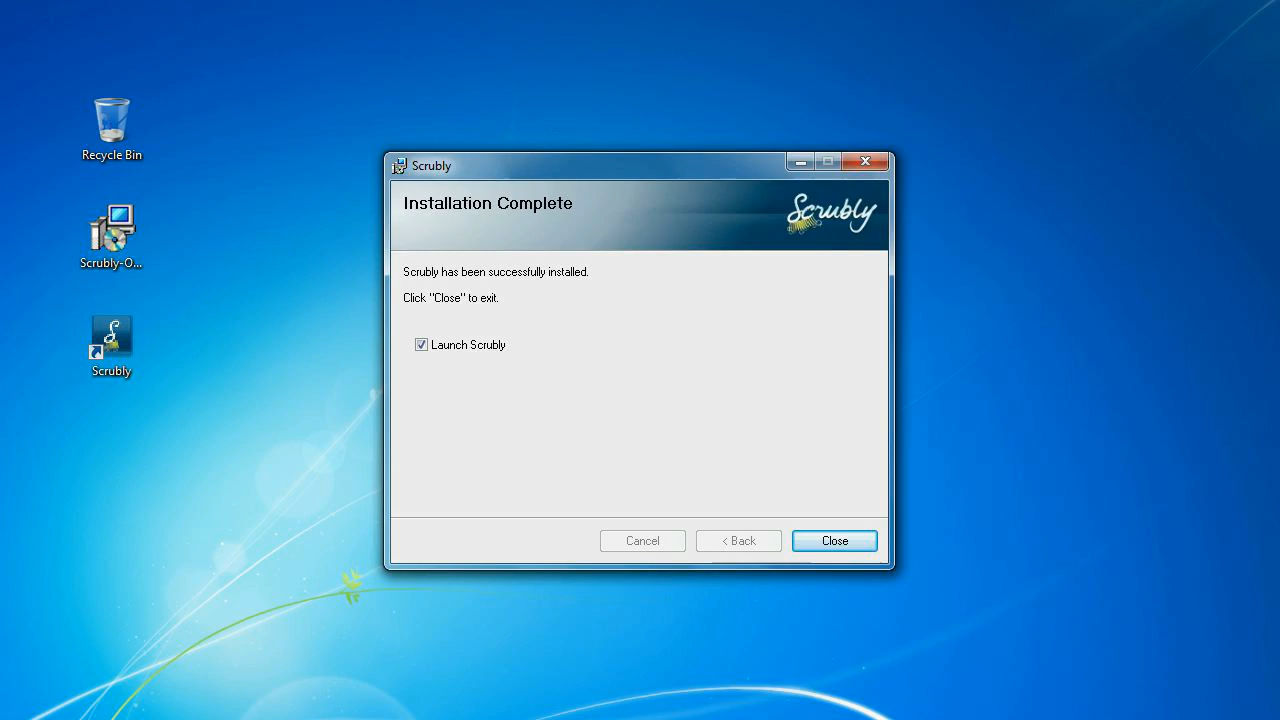 Recycle Bin
Scrubly-O...
Scrubly
Scrubly
Installation Complete
Scrubly
Scrubly has been successfully installed.
Click "Close" to exit.
Launch Scrubly
Cancel
< Back
Close